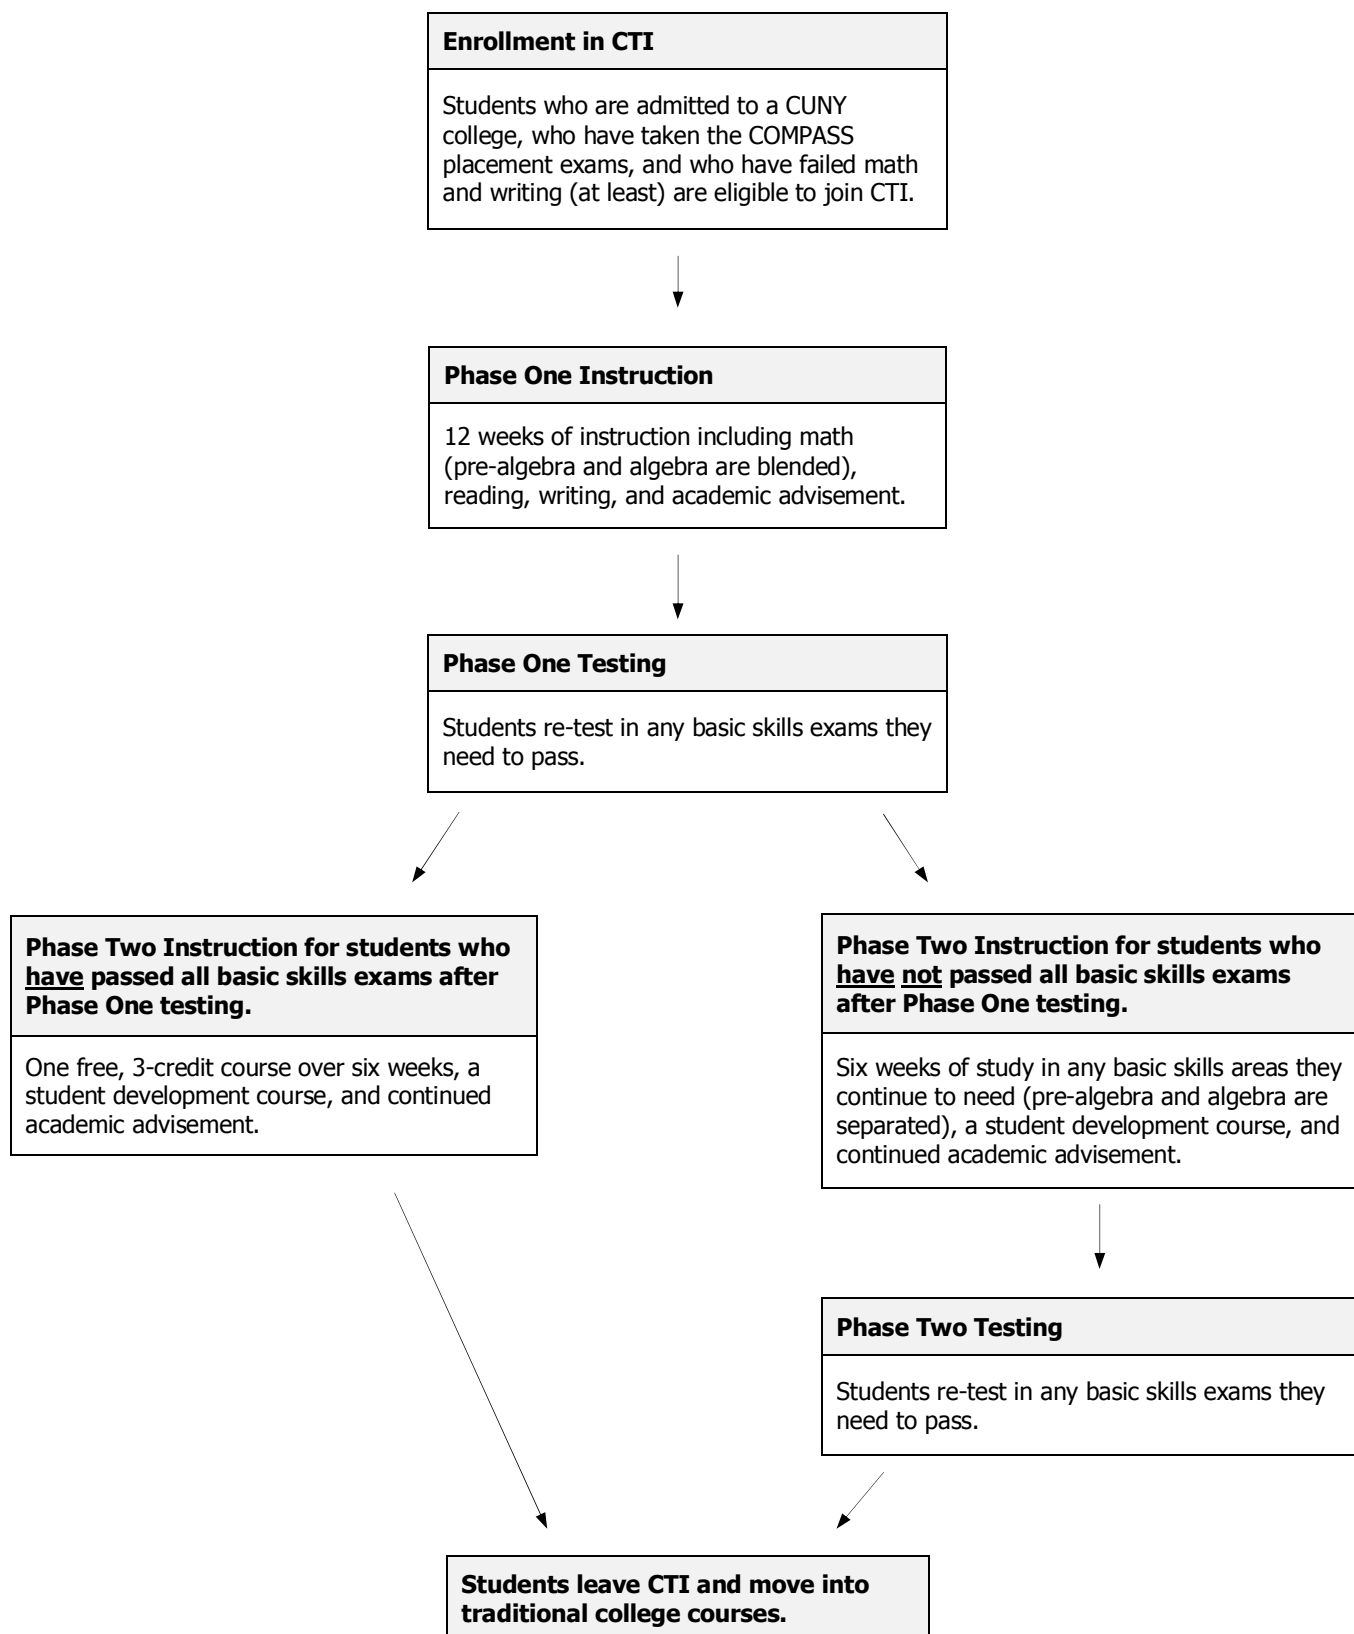 Enrollment in CTI
Students who are admitted to a CUNY
college, who have taken the COMPASS
placement exams, and who have failed math
and writing (at least) are eligible to join CTI.
Phase One Instruction
12 weeks of instruction including math
(pre-algebra and algebra are blended),
reading, writing, and academic advisement.
Phase One Testing
Students re-test in any basic skills exams they
need to pass.
Phase Two Instruction for students who
have passed all basic skills exams after
Phase One testing.
One free, 3-credit course over six weeks, a
student development course, and continued
academic advisement.
Phase Two Instruction for students who
have not passed all basic skills exams
after Phase One testing.
Six weeks of study in any basic skills areas they
continue to need (pre-algebra and algebra are
separated), a student development course, and
continued academic advisement.
Phase Two Testing
Students re-test in any basic skills exams they
need to pass.
Students leave CTI and move into
traditional college courses.